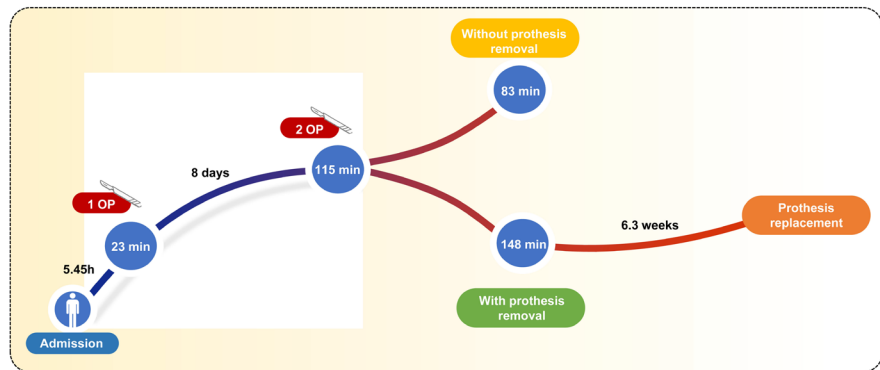 Without prothesis
removal
83 min
2 OP
115 min
8 days
1 OP
23 min
5.45h
Admission
148 min
6.3 weeks
Prothesis
replacement
With prothesis
removal